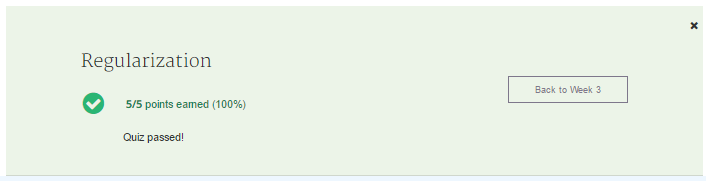 Regularization
Back to Week 3
5/5 points earned (100%)
Quiz passed!